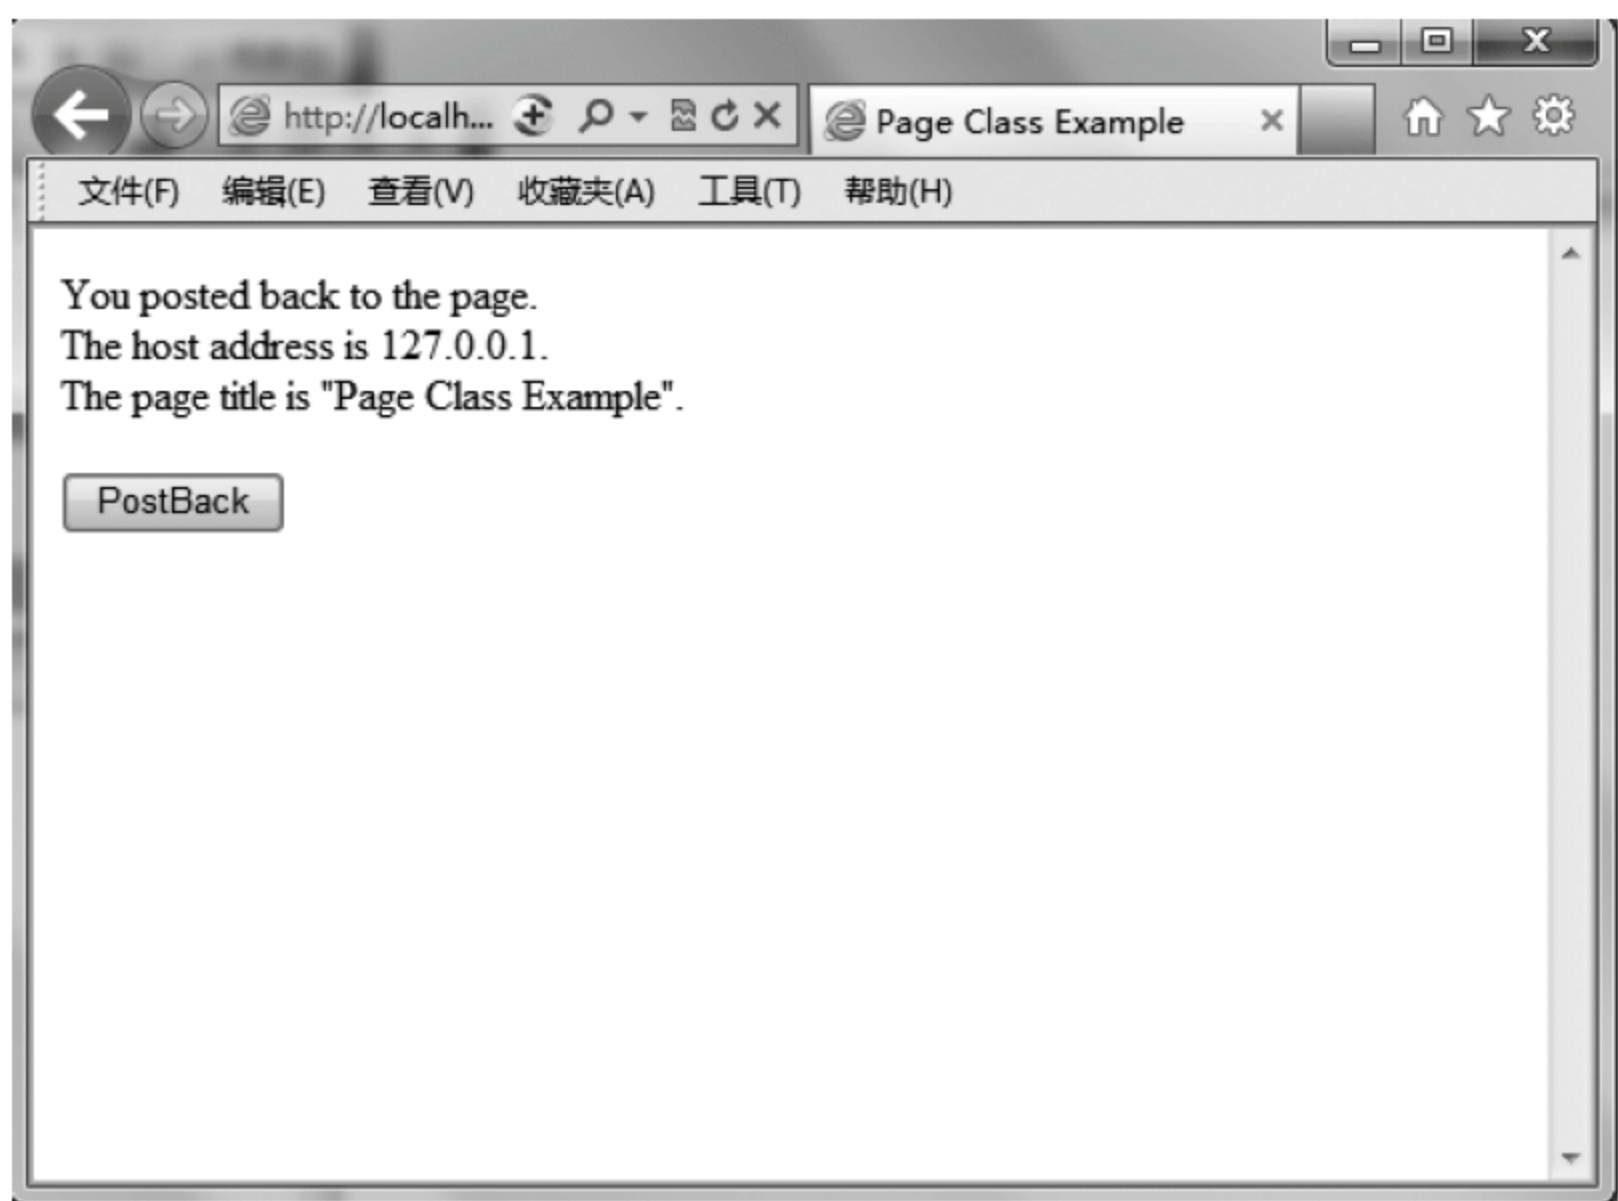 http://localh...
Page Class Example
文件(F) 编辑(E) 查看(V) 收藏夹(A) 工具(T) 帮助(H)
You posted back to the page.
The host address is 127.0.0.1.
The page title is "Page Class Example".
PostBack